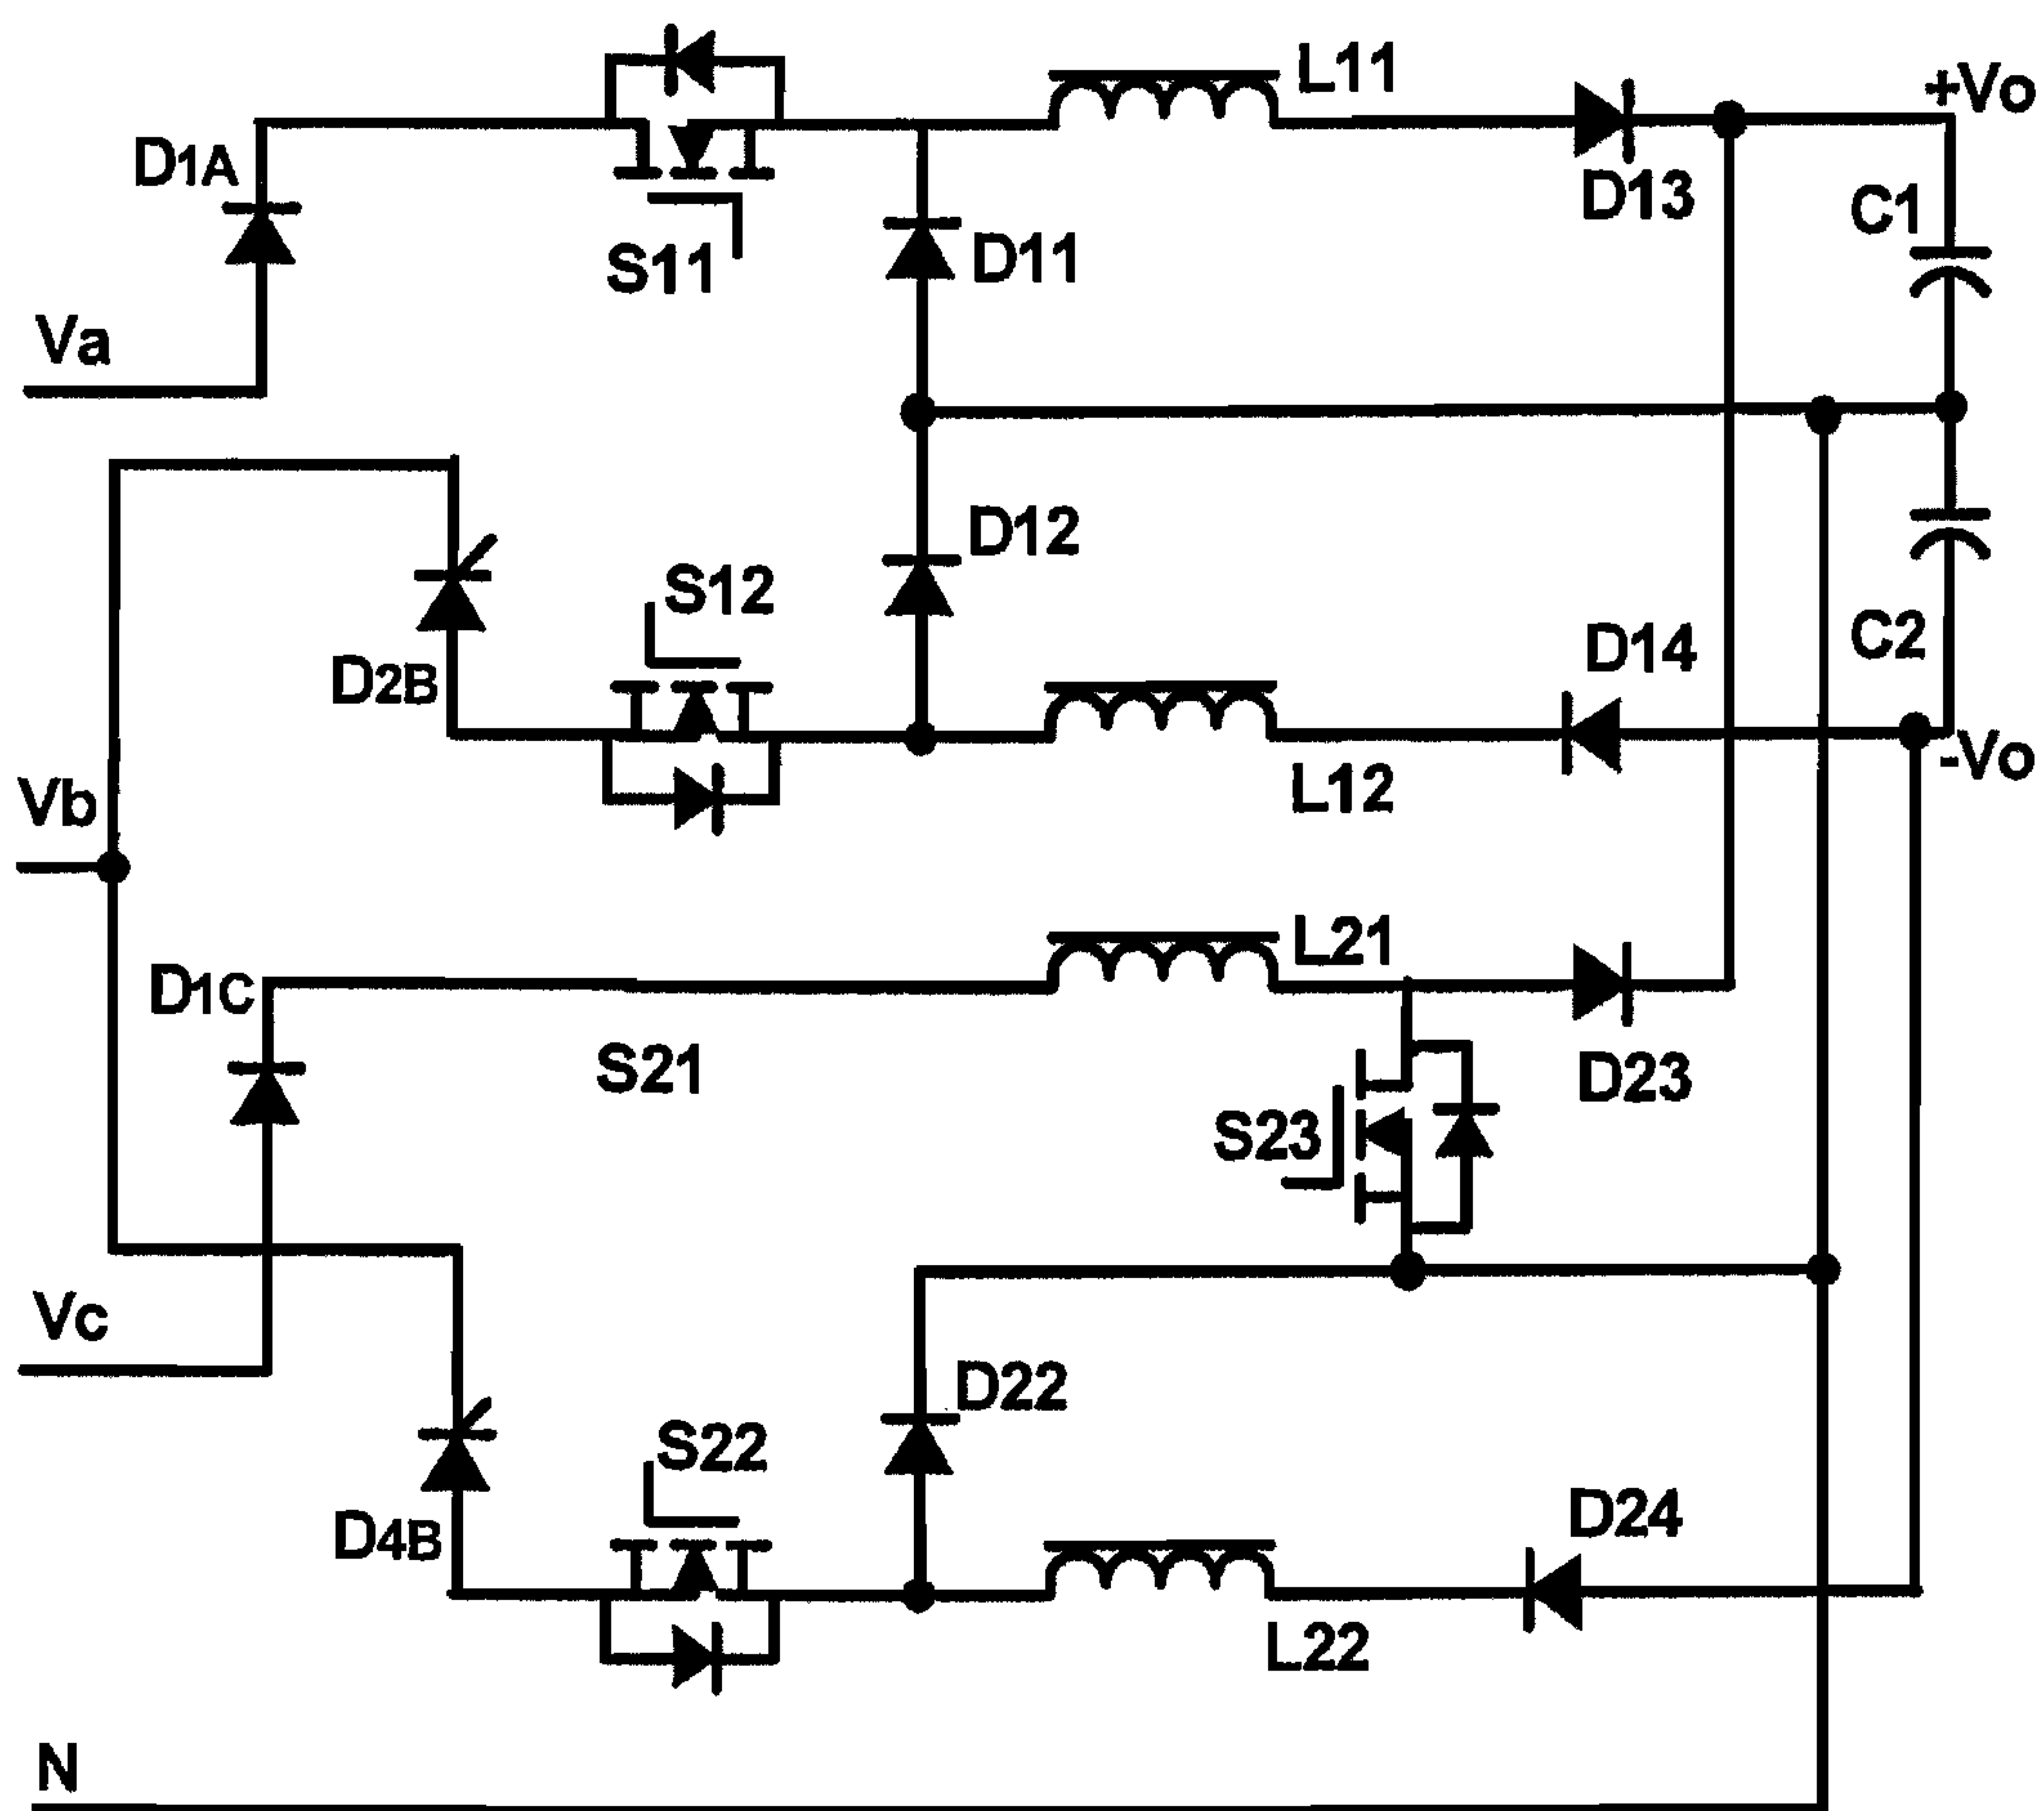 L11
+Vo
D1A
D13
C1
S11
D11
Va
D12
S12
D14
C2
D2B
-Vo
L12
Vb
L21
D1C
S21
D23
S23
Vc
D22
S22
D24
D4B
L22
N